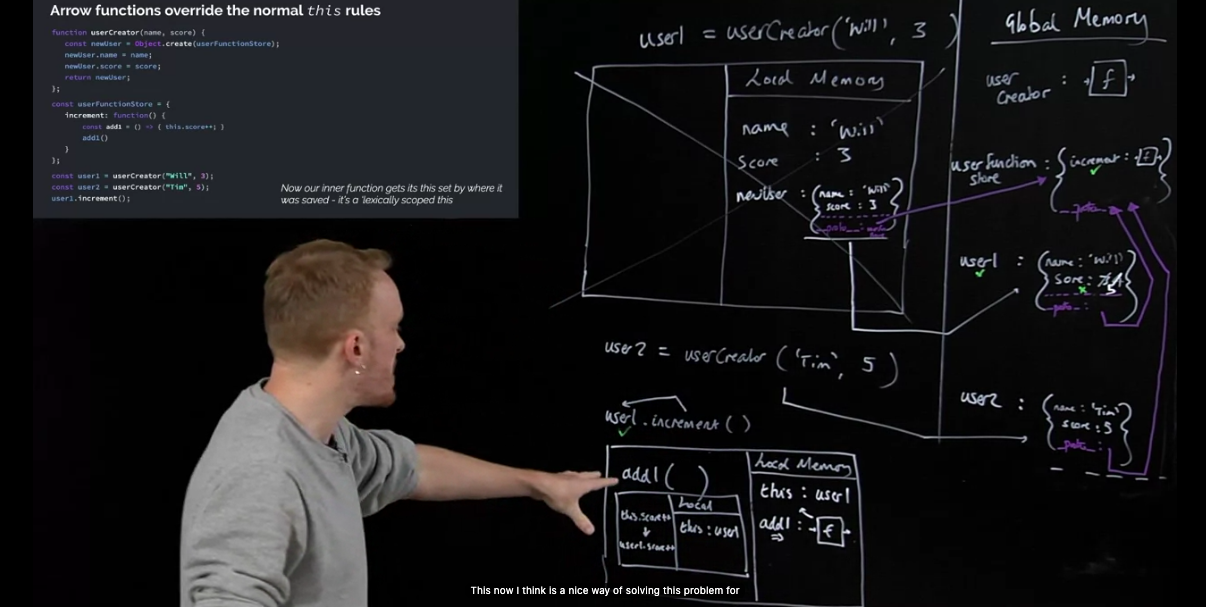 Arrow functions override the normal this rules
function userCreator(name, score) {
const newUser = Object.create(userFunctionStore);
newUser.name = name;
newUser.score = score;
return newUser;
};
const userFunctionStore = {
increment: function() {
const add1 = () => { this.score++; }
add1()
}
};
const user1 = userCreator("Will", 3);
const user2 = userCreator("Tim", 5);
user1.increment();
Now our inner function gets its this set by where it
was saved - it's a 'lexically scoped this
user1 = userCreator('Will', 3 )
Local Memory
name : 'Will'
score : 3
newUser : {name : 'Will'
score : 3
__proto__ :
user2 = userCreator ('Tim', 5 )
user1.increment ( )
add1 ( )
Local
this.score++
user1.score++
this : user1
Local Memory
this : user1
add1 : f
Global Memory
user
Creator : f
userfunction : { increment : f }
store
__proto__
user1 : { name : 'Will'
Score : 5 }
__proto__ :
user2 : { name : 'Tim'
score : 5 }
__proto__ :
This now I think is a nice way of solving this problem for